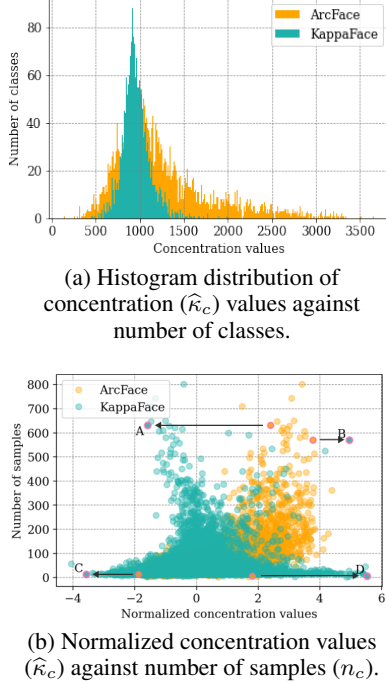 ArcFace
KappaFace
80
60
40
20
0
Number of classes
0 500 1000 1500 2000 2500 3000 3500
Concentration values
(a) Histogram distribution of
concentration (κ̂c) values against
number of classes.
ArcFace
KappaFace
800
700
600
500
400
300
200
100
0
Number of samples
A
B
C
D
−4 −2 0 2 4 6
Normalized concentration values
(b) Normalized concentration values
(κ̂c) against number of samples (nc).